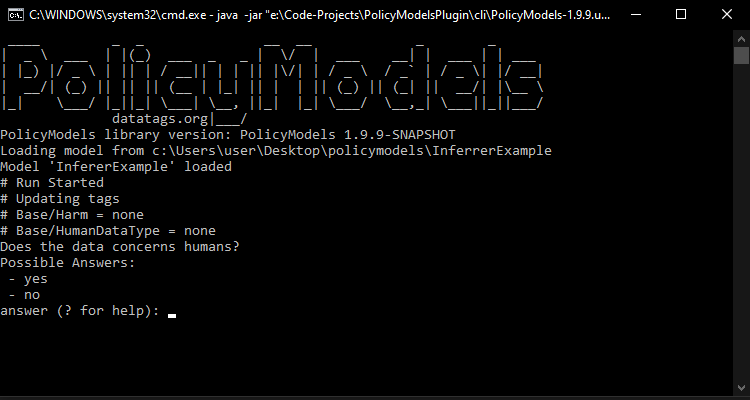 C:\WINDOWS\system32\cmd.exe - java -jar "e:\Code-Projects\PolicyModelsPlugin\cli\PolicyModels-1.9.9.u...
PolicyModels
datatags.org
PolicyModels library version: PolicyModels 1.9.9-SNAPSHOT
Loading model from c:\Users\user\Desktop\policymodels\InferrerExample
Model 'InfererExample' loaded
# Run Started
# Updating tags
# Base/Harm = none
# Base/HumanDataType = none
Does the data concerns humans?
Possible Answers:
- yes
- no
answer (? for help):